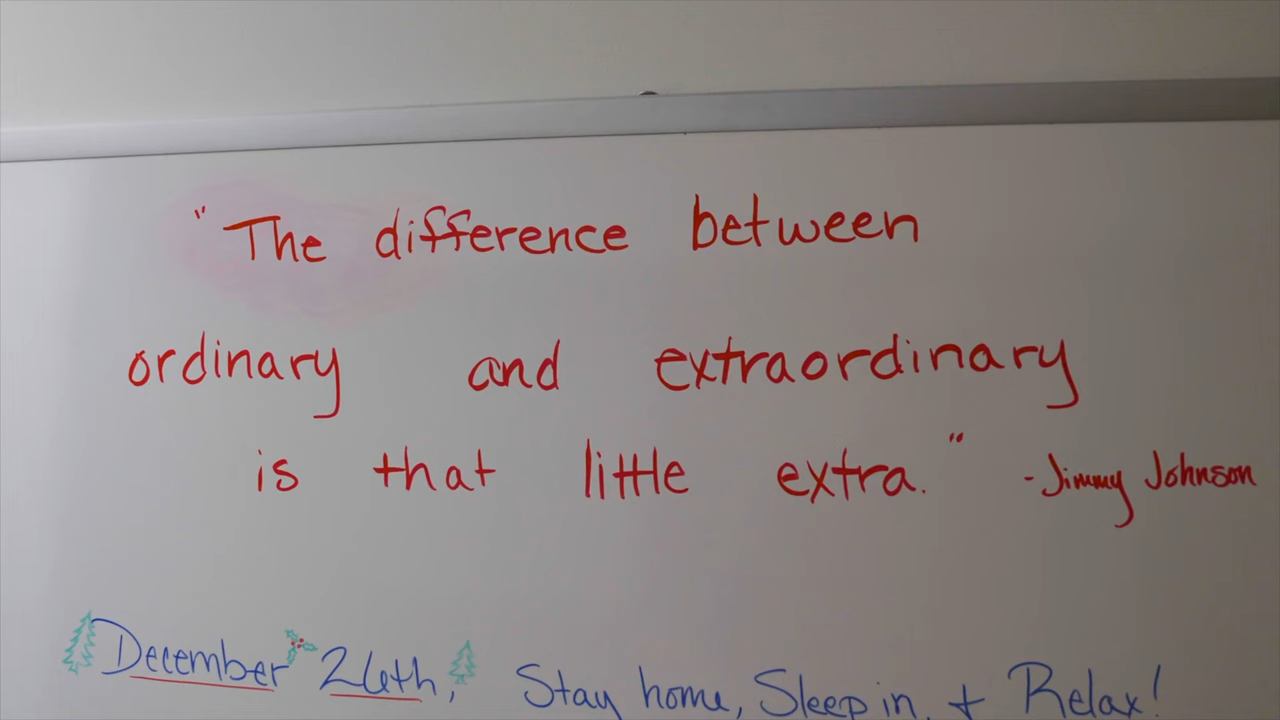 "The difference between
ordinary and extraordinary
is that little extra." -Jimmy Johnson
December 26th, Stay home, Sleep in, + Relax!